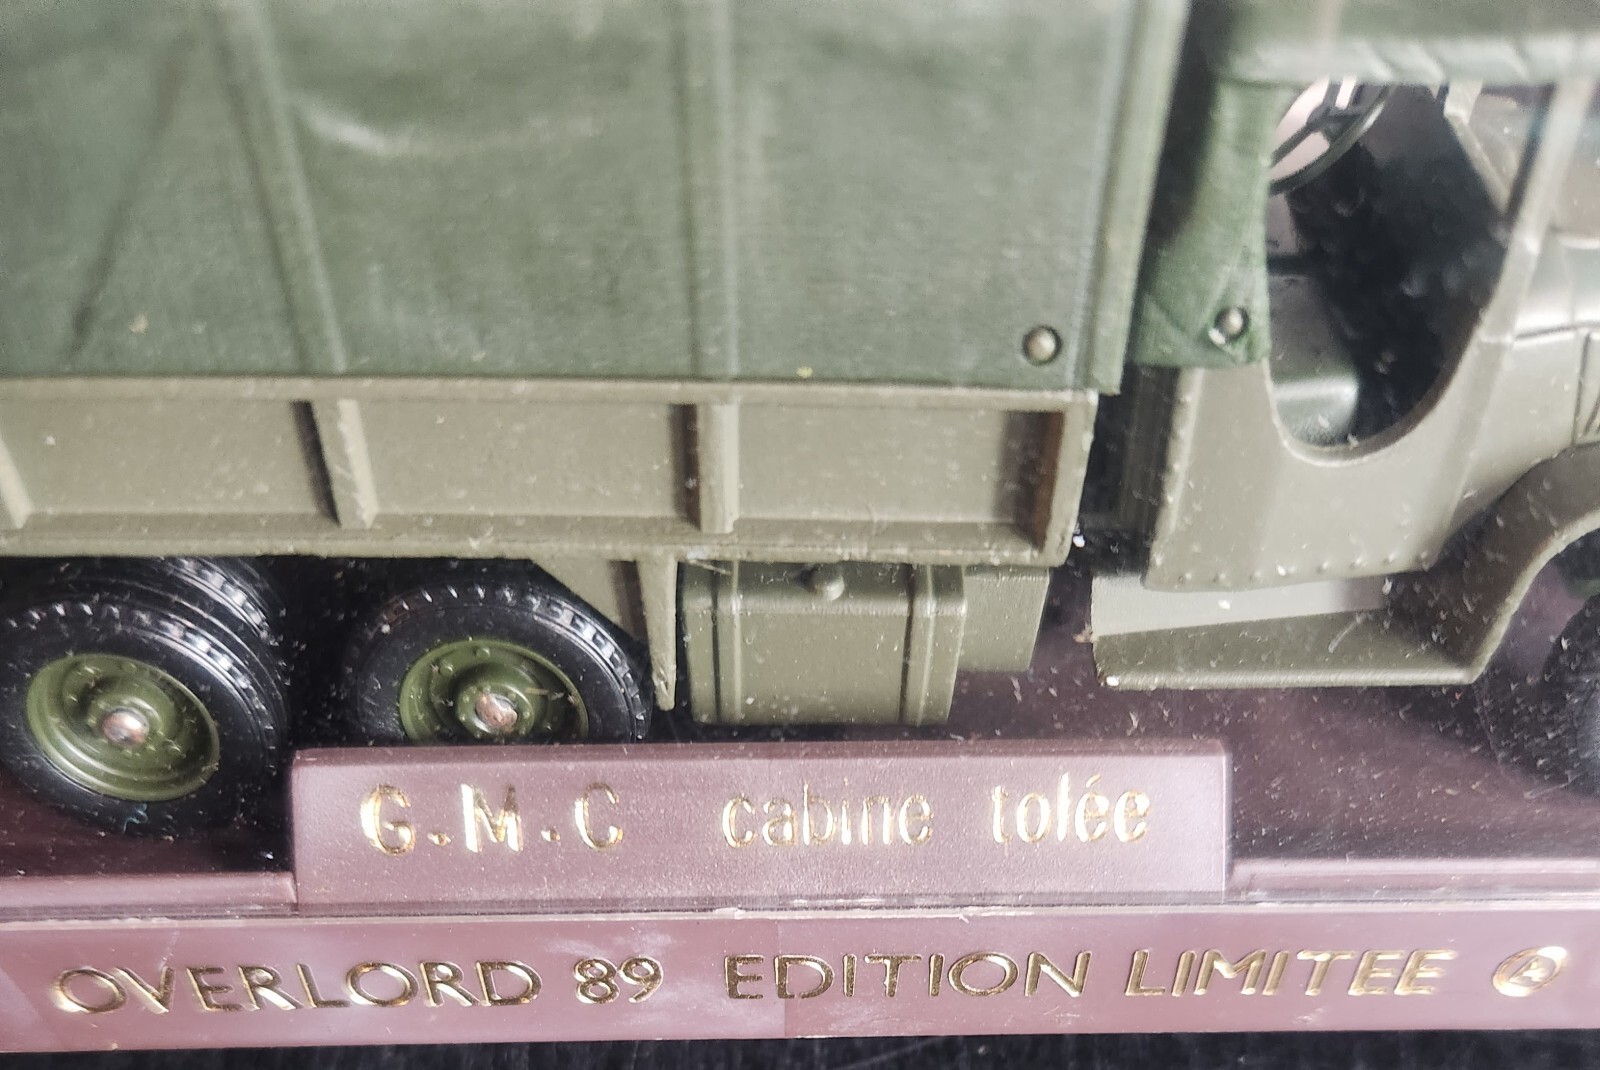 G.M.C cabine tolée
OVERLORD 89 EDITION LIMITEE Ⓐ